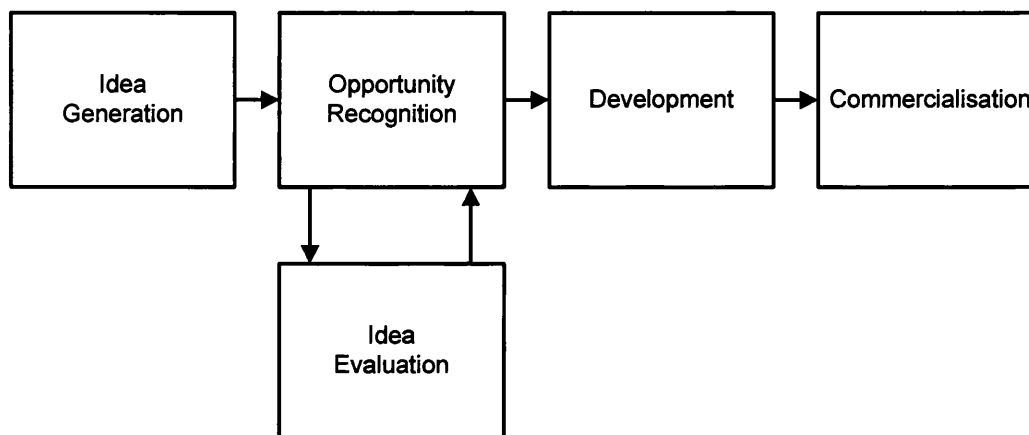 Idea
Generation
Opportunity
Recognition
Development
Commercialisation
Idea
Evaluation